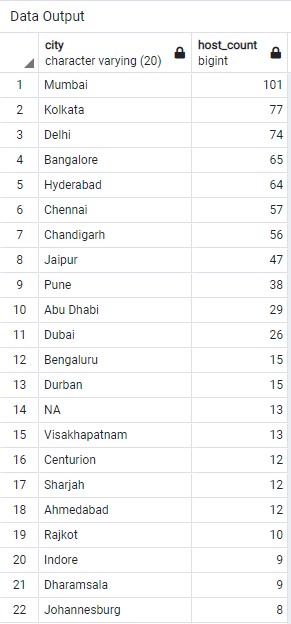 Data Output
city host_count
character varying (20) bigint
1 Mumbai 101
2 Kolkata 77
3 Delhi 74
4 Bangalore 65
5 Hyderabad 64
6 Chennai 57
7 Chandigarh 56
8 Jaipur 47
9 Pune 38
10 Abu Dhabi 29
11 Dubai 26
12 Bengaluru 15
13 Durban 15
14 NA 13
15 Visakhapatnam 13
16 Centurion 12
17 Sharjah 12
18 Ahmedabad 12
19 Rajkot 10
20 Indore 9
21 Dharamsala 9
22 Johannesburg 8